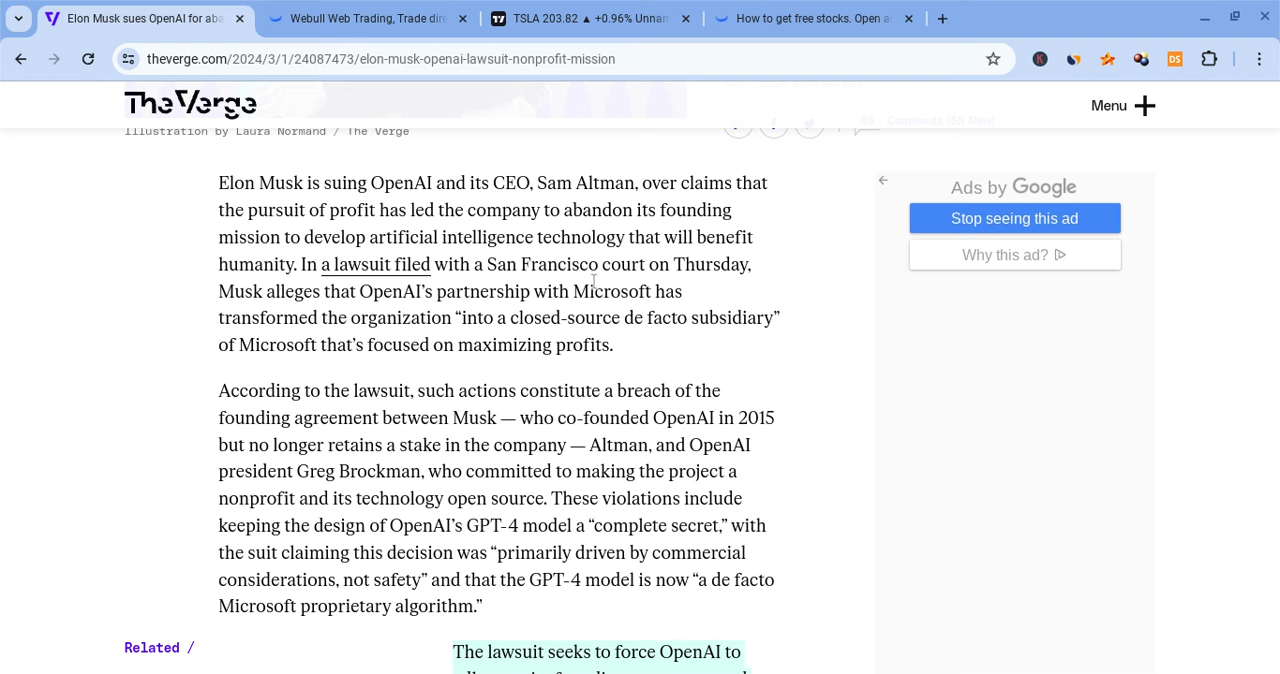 Elon Musk sues OpenAI for aba
Webull Web Trading, Trade dire
TSLA 203.82 ▲ +0.96% Unnan
How to get free stocks. Open a
theverge.com/2024/3/1/24087473/elon-musk-openai-lawsuit-nonprofit-mission
K
DS
The Verge
Menu
Illustration by Laura Normand / The Verge
Elon Musk is suing OpenAI and its CEO, Sam Altman, over claims that
the pursuit of profit has led the company to abandon its founding
mission to develop artificial intelligence technology that will benefit
humanity. In a lawsuit filed with a San Francisco court on Thursday,
Musk alleges that OpenAI’s partnership with Microsoft has
transformed the organization “into a closed-source de facto subsidiary”
of Microsoft that’s focused on maximizing profits.
According to the lawsuit, such actions constitute a breach of the
founding agreement between Musk — who co-founded OpenAI in 2015
but no longer retains a stake in the company — Altman, and OpenAI
president Greg Brockman, who committed to making the project a
nonprofit and its technology open source. These violations include
keeping the design of OpenAI’s GPT-4 model a “complete secret,” with
the suit claiming this decision was “primarily driven by commercial
considerations, not safety” and that the GPT-4 model is now “a de facto
Microsoft proprietary algorithm.”
Ads by Google
Stop seeing this ad
Why this ad?
Related /
The lawsuit seeks to force OpenAI to